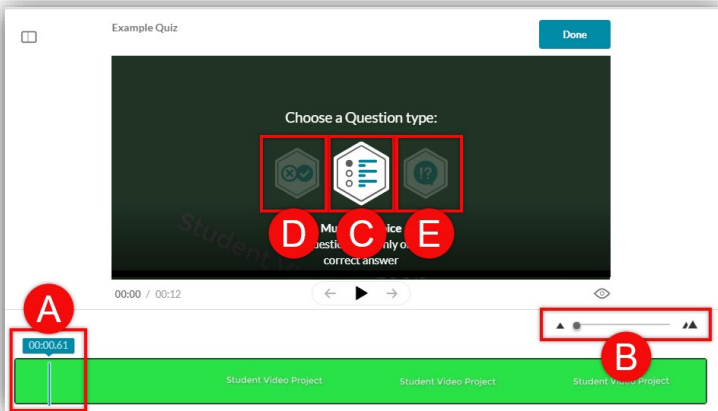 Example Quiz
Done
Choose a Question type:
!?
D
C
E
correct answer
00:00 / 00:12
A
B
00:00.61
Student Video Project
Student Video Project
Student Video Project